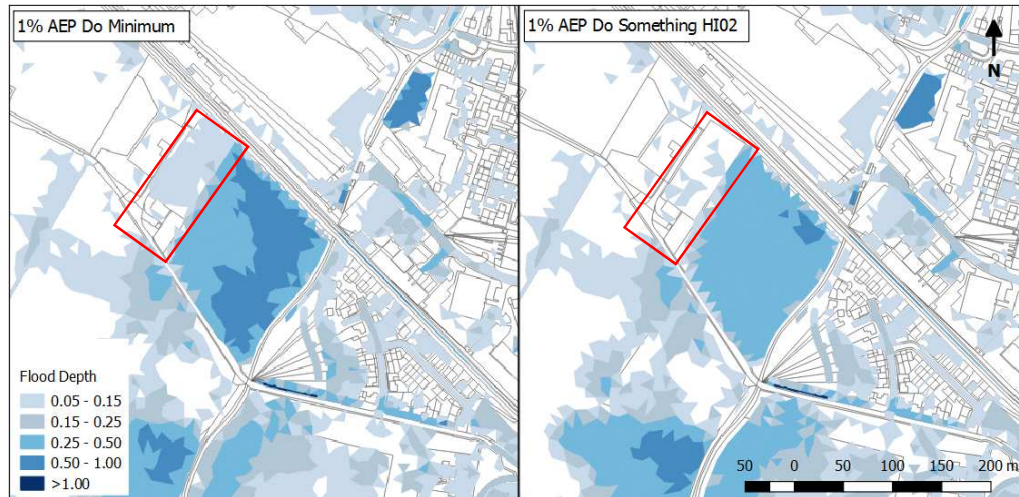 1% AEP Do Minimum
1% AEP Do Something HI02
N
Flood Depth
0.05 - 0.15
0.15 - 0.25
0.25 - 0.50
0.50 - 1.00
>1.00
50 0 50 100 150 200 m